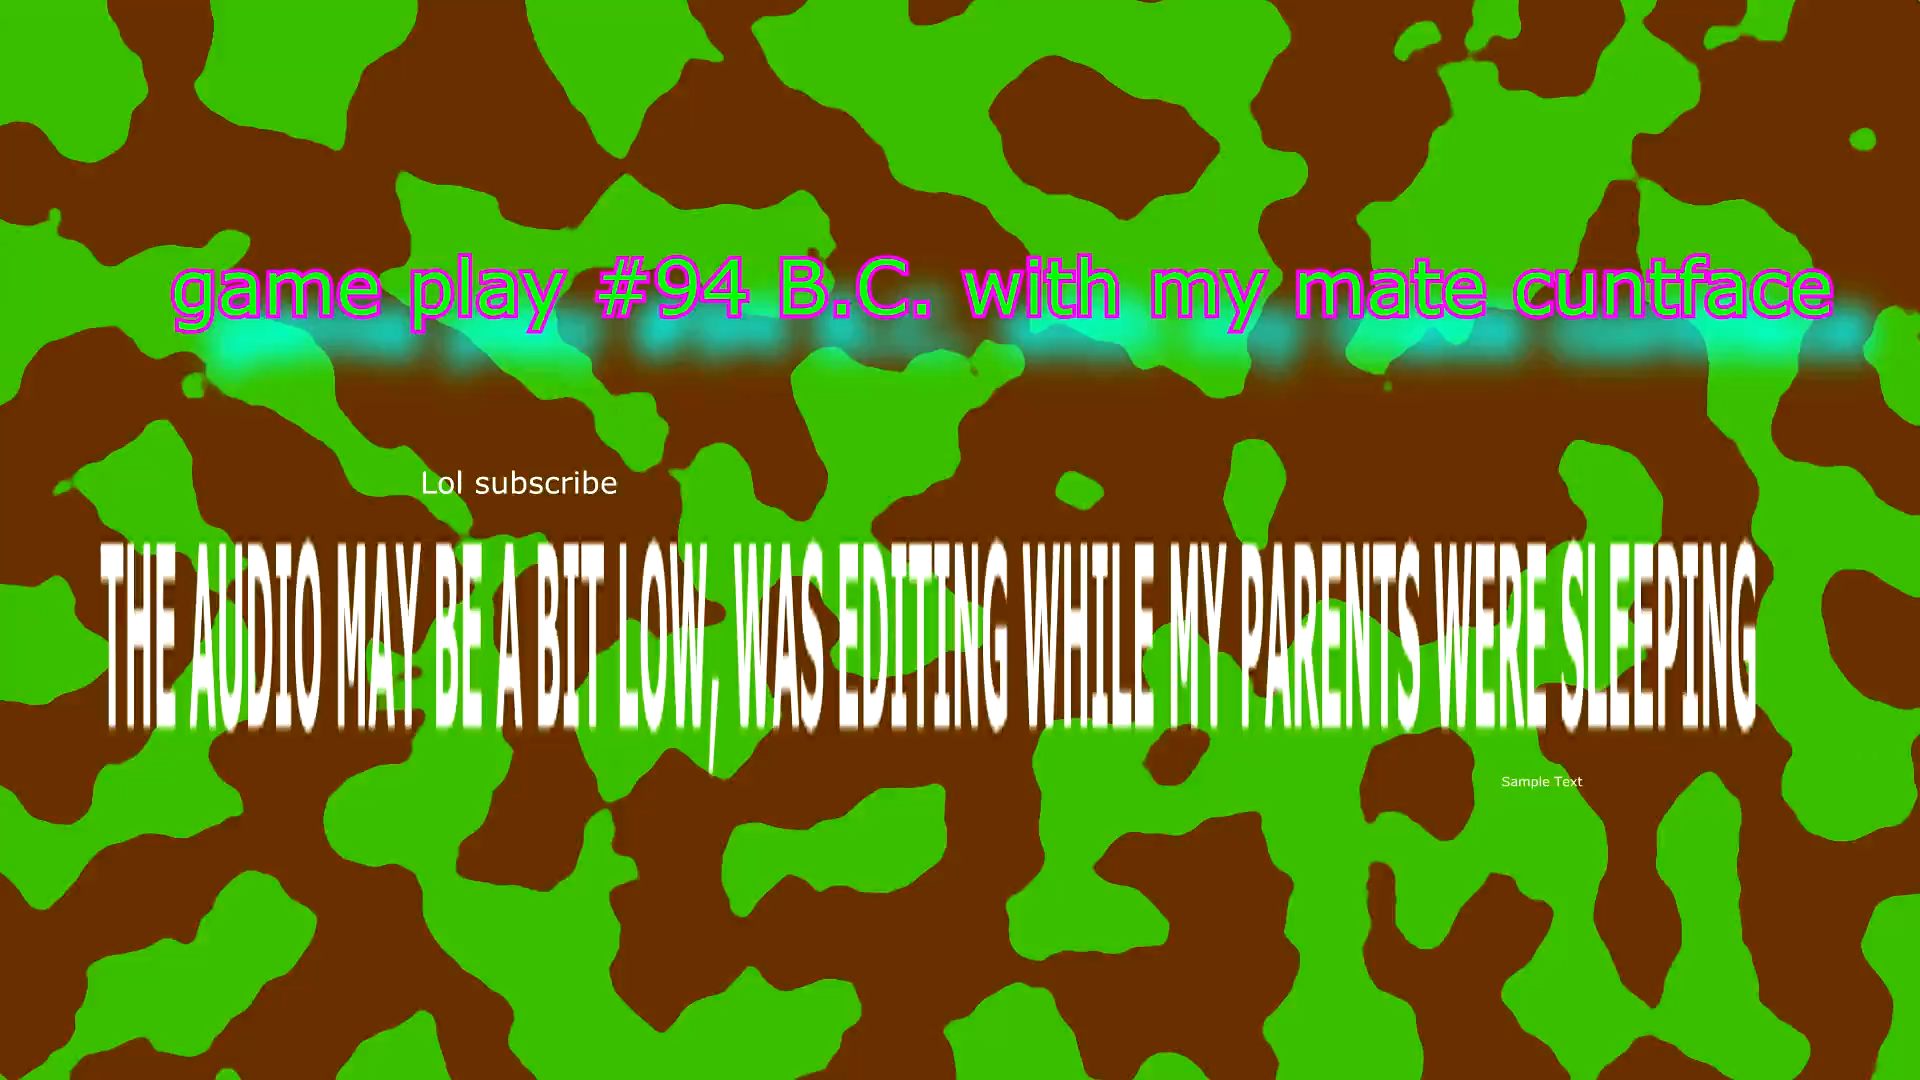 game play #94 B.C. with my mate cuntface
Lol subscribe
THE AUDIO MAY BE A BIT LOW, WAS EDITING WHILE MY PARENTS WERE SLEEPING
Sample Text